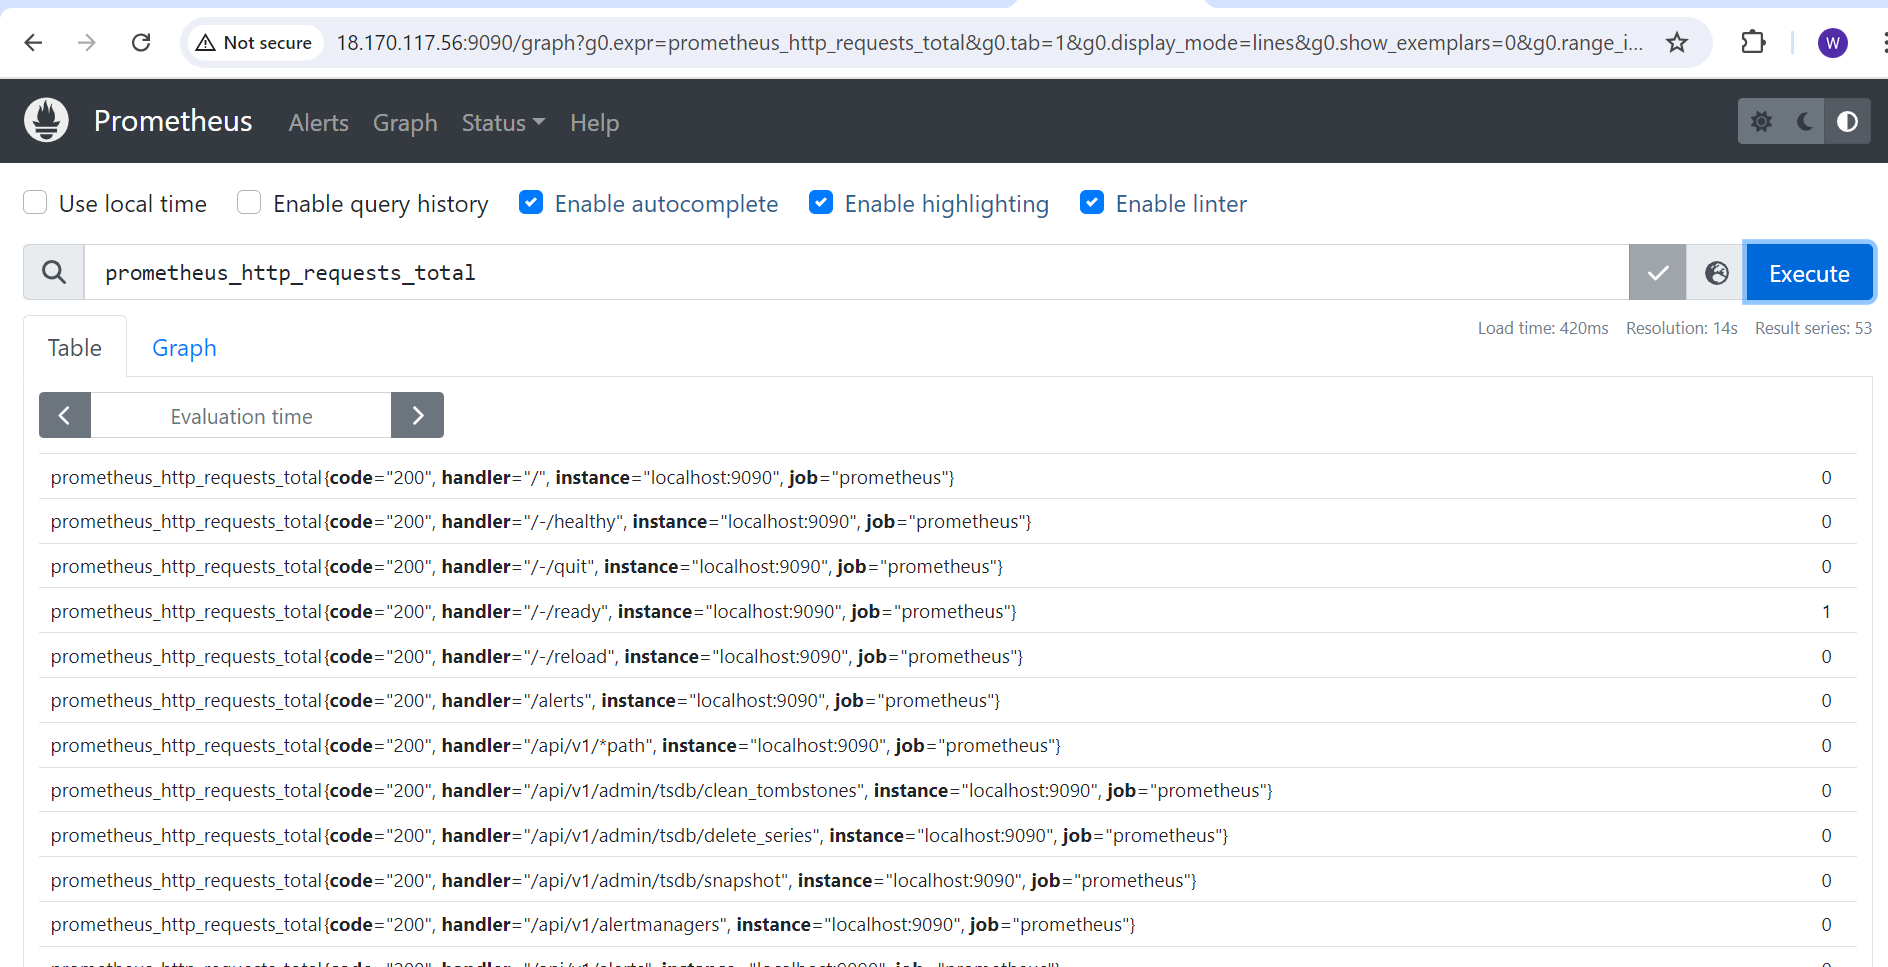 Not secure 18.170.117.56:9090/graph?g0.expr=prometheus_http_requests_total&g0.tab=1&g0.display_mode=lines&g0.show_exemplars=0&g0.range_i... W
Prometheus Alerts Graph Status Help
Use local time Enable query history Enable autocomplete Enable highlighting Enable linter
prometheus_http_requests_total Execute
Load time: 420ms Resolution: 14s Result series: 53
Table Graph
Evaluation time
prometheus_http_requests_total{code="200", handler="/", instance="localhost:9090", job="prometheus"} 0
prometheus_http_requests_total{code="200", handler="/-/healthy", instance="localhost:9090", job="prometheus"} 0
prometheus_http_requests_total{code="200", handler="/-/quit", instance="localhost:9090", job="prometheus"} 0
prometheus_http_requests_total{code="200", handler="/-/ready", instance="localhost:9090", job="prometheus"} 1
prometheus_http_requests_total{code="200", handler="/-/reload", instance="localhost:9090", job="prometheus"} 0
prometheus_http_requests_total{code="200", handler="/alerts", instance="localhost:9090", job="prometheus"} 0
prometheus_http_requests_total{code="200", handler="/api/v1/*path", instance="localhost:9090", job="prometheus"} 0
prometheus_http_requests_total{code="200", handler="/api/v1/admin/tsdb/clean_tombstones", instance="localhost:9090", job="prometheus"} 0
prometheus_http_requests_total{code="200", handler="/api/v1/admin/tsdb/delete_series", instance="localhost:9090", job="prometheus"} 0
prometheus_http_requests_total{code="200", handler="/api/v1/admin/tsdb/snapshot", instance="localhost:9090", job="prometheus"} 0
prometheus_http_requests_total{code="200", handler="/api/v1/alertmanagers", instance="localhost:9090", job="prometheus"} 0